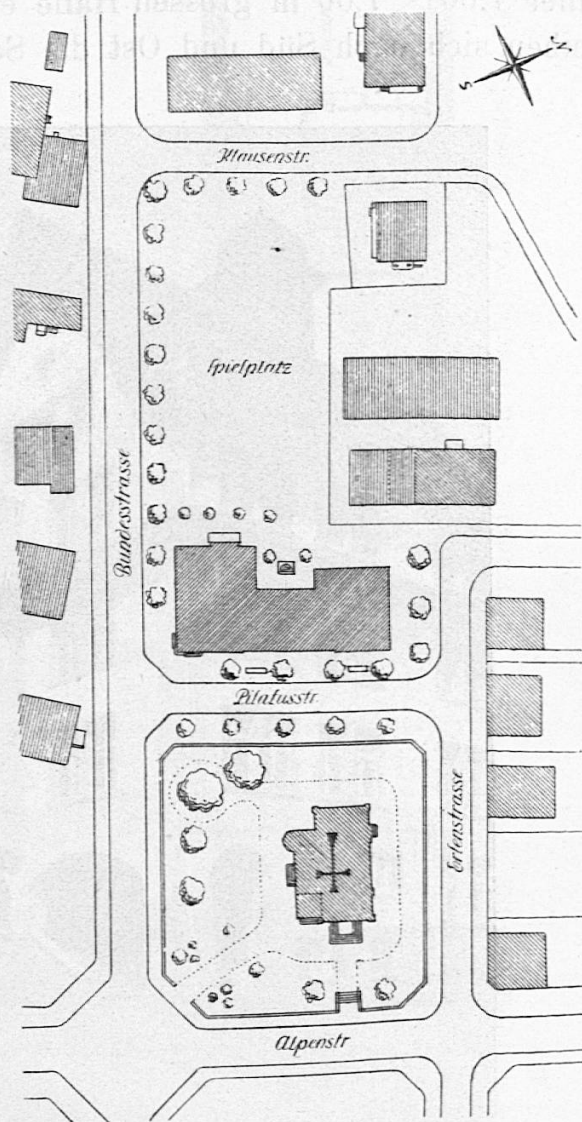 N
S
Klausenstr.
Spielplatz
Bundesstrasse
Pilatusstr.
Erlenstrasse
Alpenstr